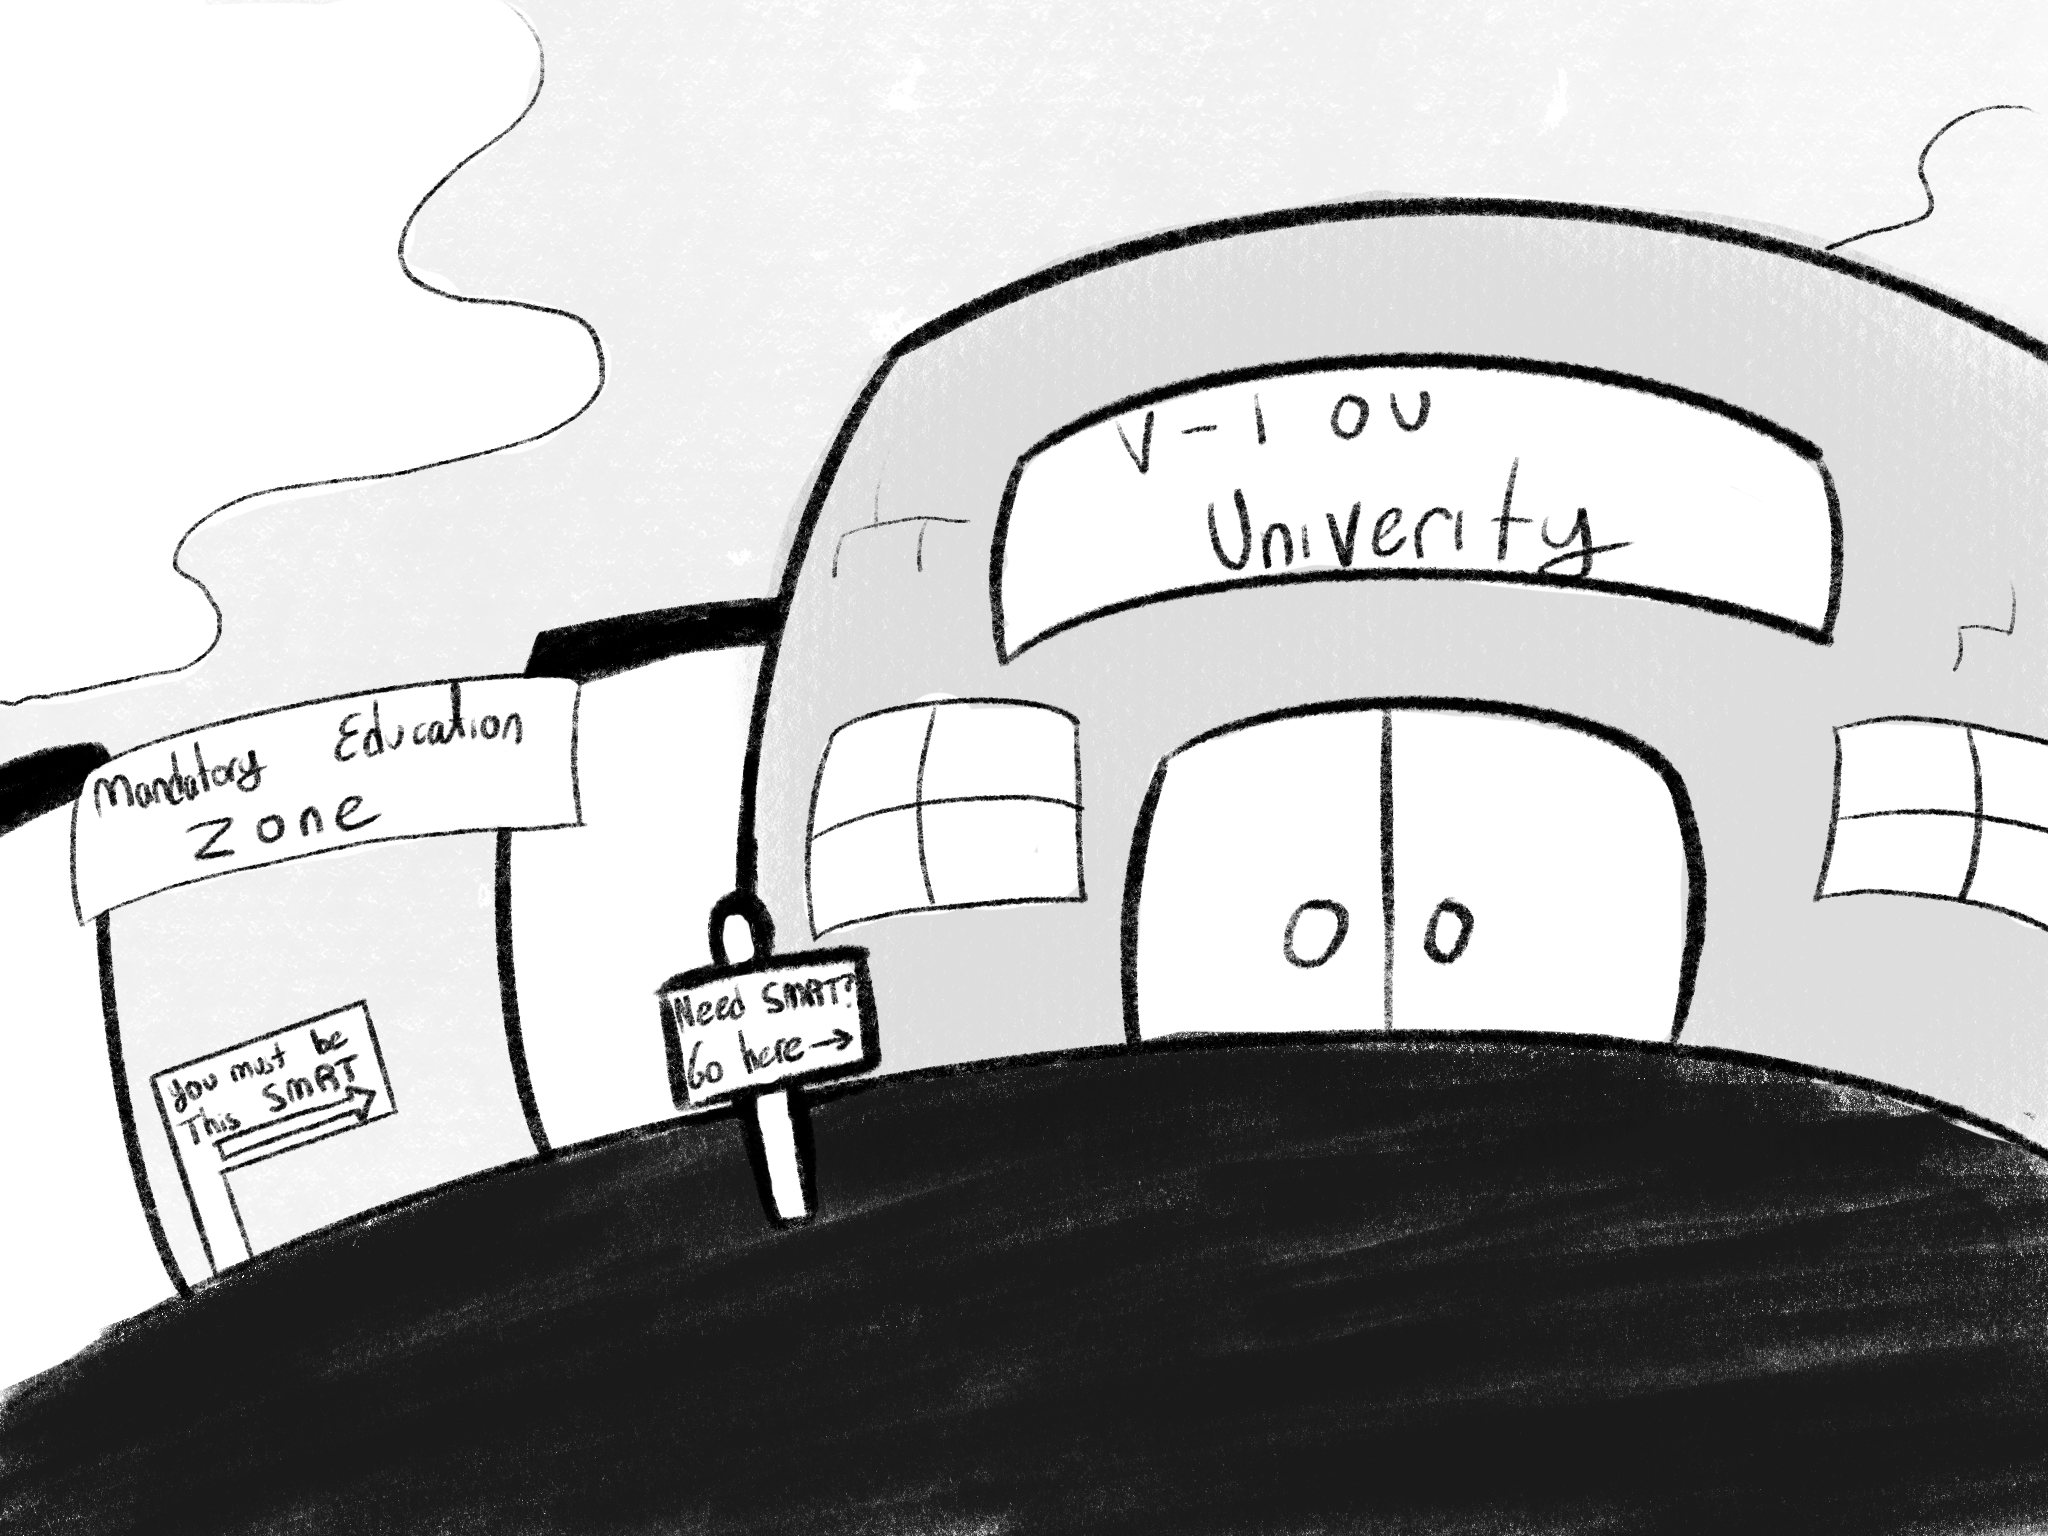 V-I OU
Univerity
Mandatory Education
Zone
Need SMRT?
Go here→
You must be
This SMRT